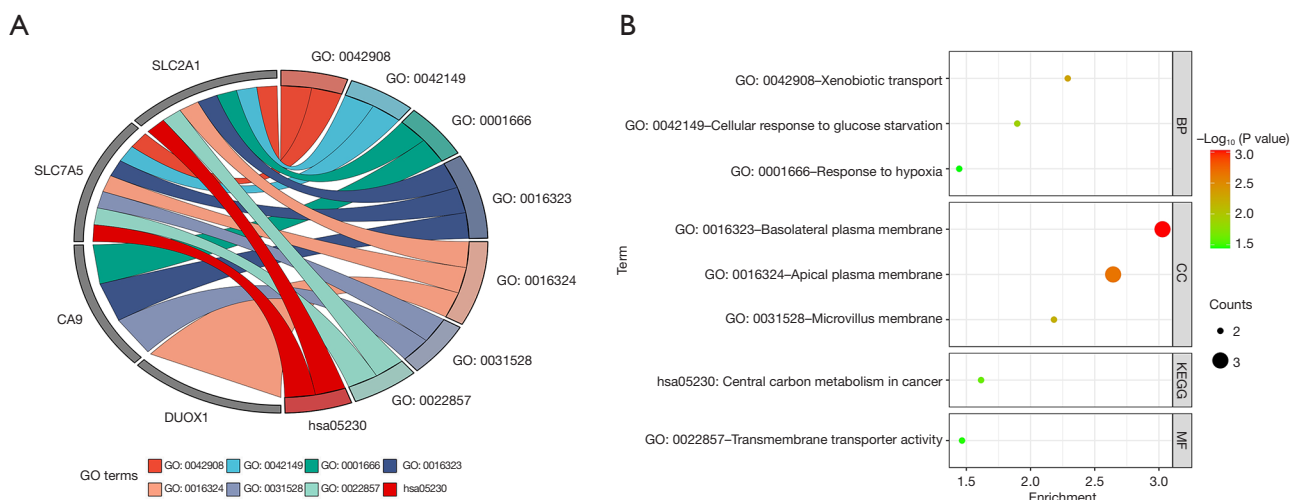 A
SLC2A1
GO: 0042908
GO: 0042149
GO: 0001666
GO: 0016323
GO: 0016324
GO: 0031528
GO: 0022857
hsa05230
DUOX1
CA9
SLC7A5
GO terms
GO: 0042908 GO: 0042149 GO: 0001666 GO: 0016323
GO: 0016324 GO: 0031528 GO: 0022857 hsa05230
B
Term
GO: 0042908–Xenobiotic transport
GO: 0042149–Cellular response to glucose starvation
GO: 0001666–Response to hypoxia
GO: 0016323–Basolateral plasma membrane
GO: 0016324–Apical plasma membrane
GO: 0031528–Microvillus membrane
hsa05230: Central carbon metabolism in cancer
GO: 0022857–Transmembrane transporter activity
BP
CC
KEGG
MF
1.5 2.0 2.5 3.0
Enrichment
–Log₁₀ (P value)
3.0
2.5
2.0
1.5
Counts
2
3